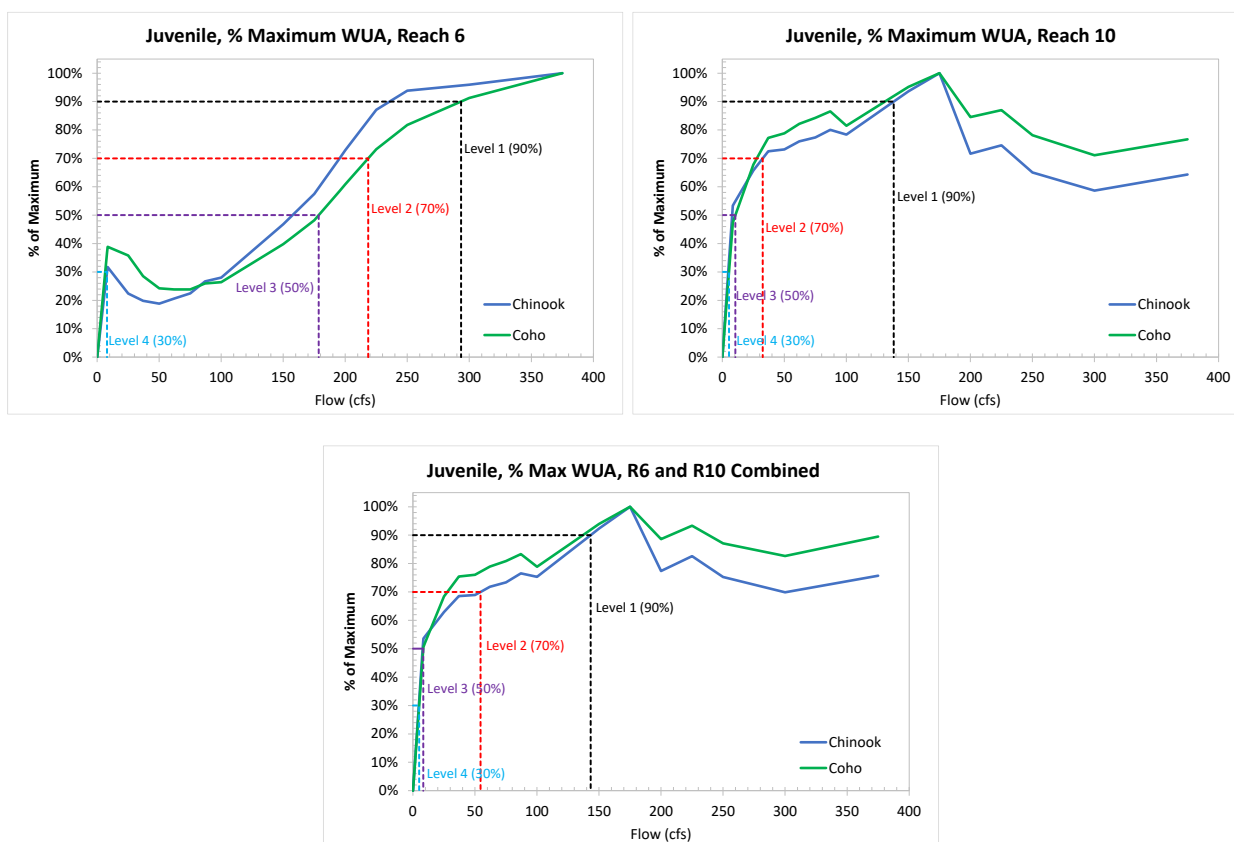 Juvenile, % Maximum WUA, Reach 6
% of Maximum
100%
90%
80%
70%
60%
50%
40%
30%
20%
10%
0%
Level 1 (90%)
Level 2 (70%)
Level 3 (50%)
Level 4 (30%)
Chinook
Coho
0 50 100 150 200 250 300 350 400
Flow (cfs)
Juvenile, % Maximum WUA, Reach 10
% of Maximum
100%
90%
80%
70%
60%
50%
40%
30%
20%
10%
0%
Level 1 (90%)
Level 2 (70%)
Level 3 (50%)
Level 4 (30%)
Chinook
Coho
0 50 100 150 200 250 300 350 400
Flow (cfs)
Juvenile, % Max WUA, R6 and R10 Combined
% of Maximum
100%
90%
80%
70%
60%
50%
40%
30%
20%
10%
0%
Level 1 (90%)
Level 2 (70%)
Level 3 (50%)
Level 4 (30%)
Chinook
Coho
0 50 100 150 200 250 300 350 400
Flow (cfs)